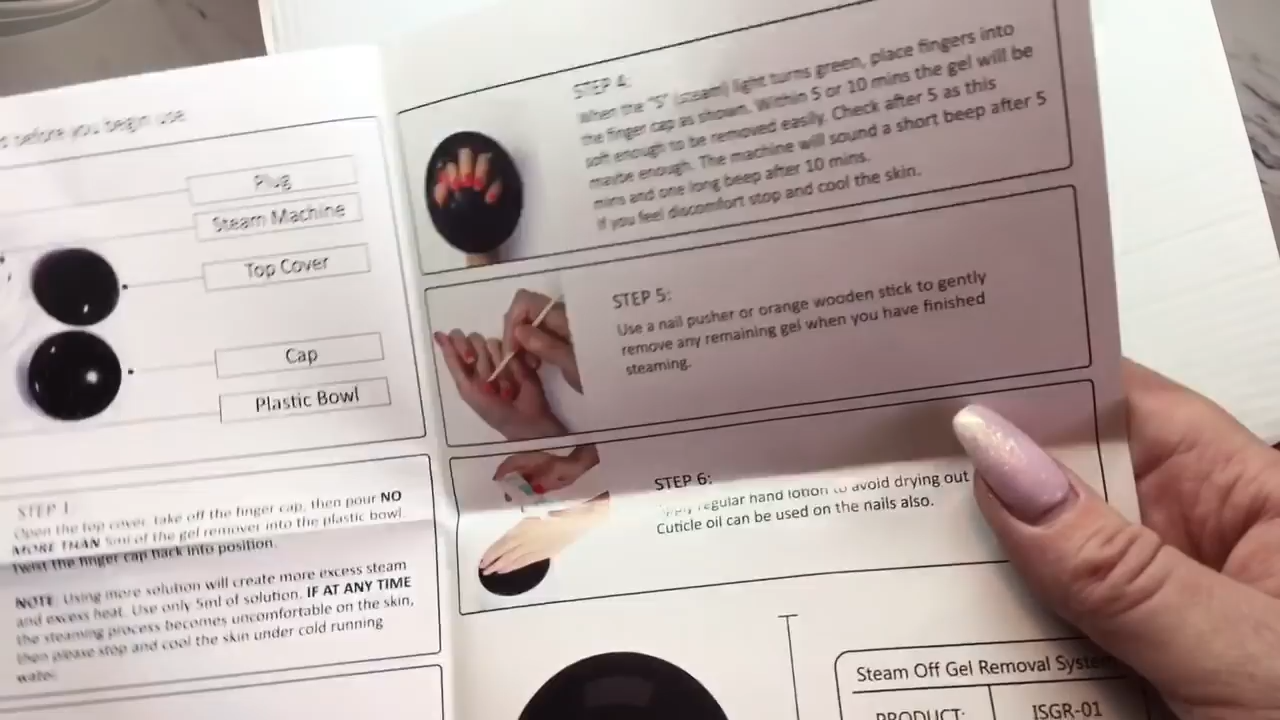 before you begin use
Plug
Steam Machine
Top Cover
Cap
Plastic Bowl
STEP 1
Open the top cover, take off the finger cap, then pour NO
MORE THAN 5ml of the gel remover into the plastic bowl.
Twist the finger cap back into position.
NOTE: Using more solution will create more excess steam
and excess heat. Use only 5ml of solution. IF AT ANY TIME
the steaming process becomes uncomfortable on the skin,
then please stop and cool the skin under cold running
water.
STEP 4:
When the "S" (steam) light turns green, place fingers into
the finger cap as shown. Within 5 or 10 mins the gel will be
soft enough to be removed easily. Check after 5 as this
maybe enough. The machine will sound a short beep after 5
mins and one long beep after 10 mins.
If you feel discomfort stop and cool the skin.
STEP 5:
Use a nail pusher or orange wooden stick to gently
remove any remaining gel when you have finished
steaming.
STEP 6:
Apply regular hand lotion to avoid drying out
Cuticle oil can be used on the nails also.
Steam Off Gel Removal System
PRODUCT: ISGR-01